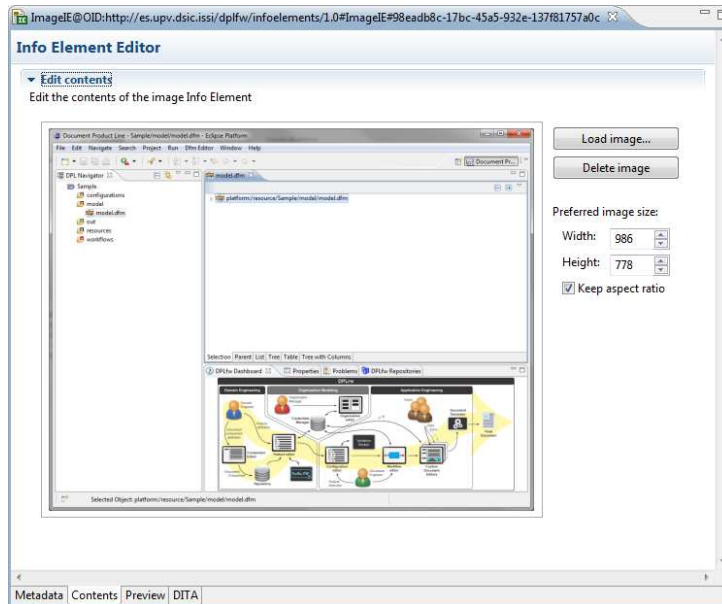 ImageIE@OID:http://es.upv.dsic.issi/dplfw/infoelements/1.0#ImageIE#98eadb8c-17bc-45a5-932e-137f81757a0c
Info Element Editor
Edit contents
Edit the contents of the image Info Element
Document Product Line - Sample/model/model.dfm - Eclipse Platform
File Edit Navigate Search Project Run Dfm Editor Window Help
Document Pr...
DPL Navigator
model.dfm
Sample
configurations
model
model.dfm
out
resources
workflows
platform:/resource/Sample/model/model.dfm
Selection Parent List Tree Table Tree with Columns
DPLfw Dashboard Properties Problems DPLfw Repositories
DPLfw
Domain Engineering
Application Engineering
Selected Object: platform:/resource/Sample/model/model.dfm
Load image...
Delete image
Preferred image size:
Width: 986
Height: 778
Keep aspect ratio
Metadata Contents Preview DITA